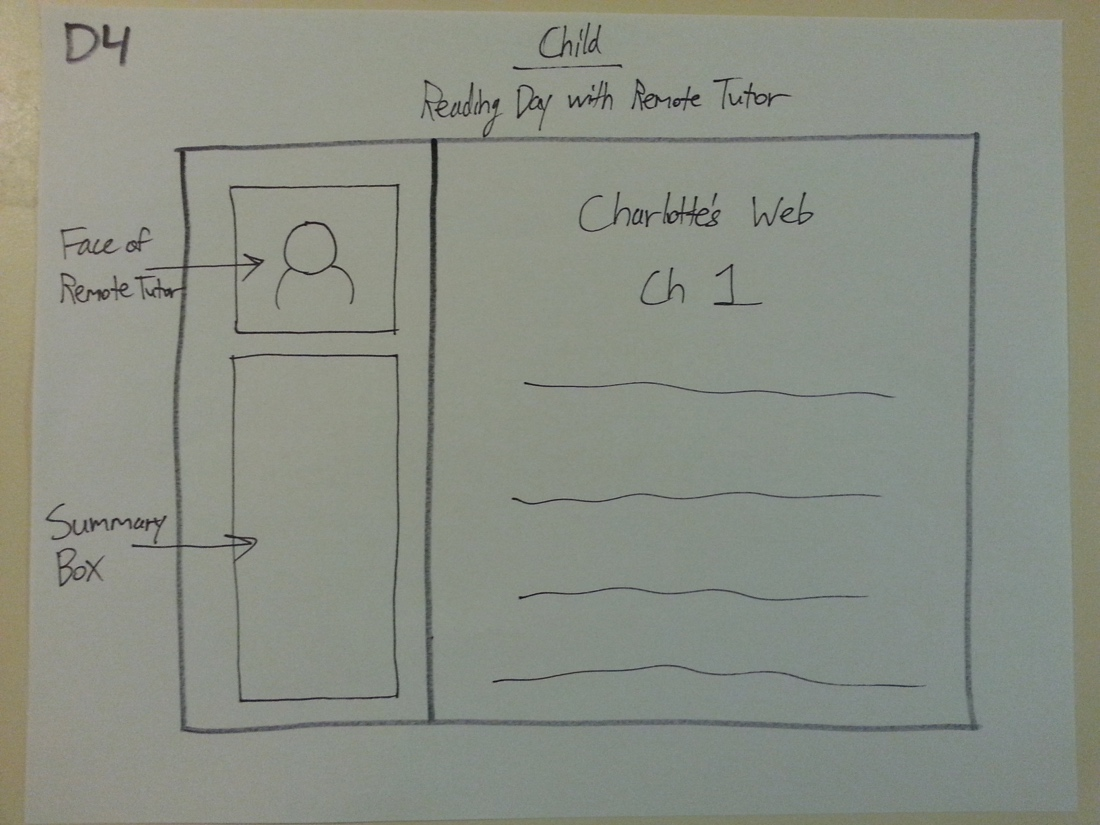 D4
Child
Reading Day with Remote Tutor
Face of
Remote Tutor
Summary
Box
Charlotte's Web
Ch 1